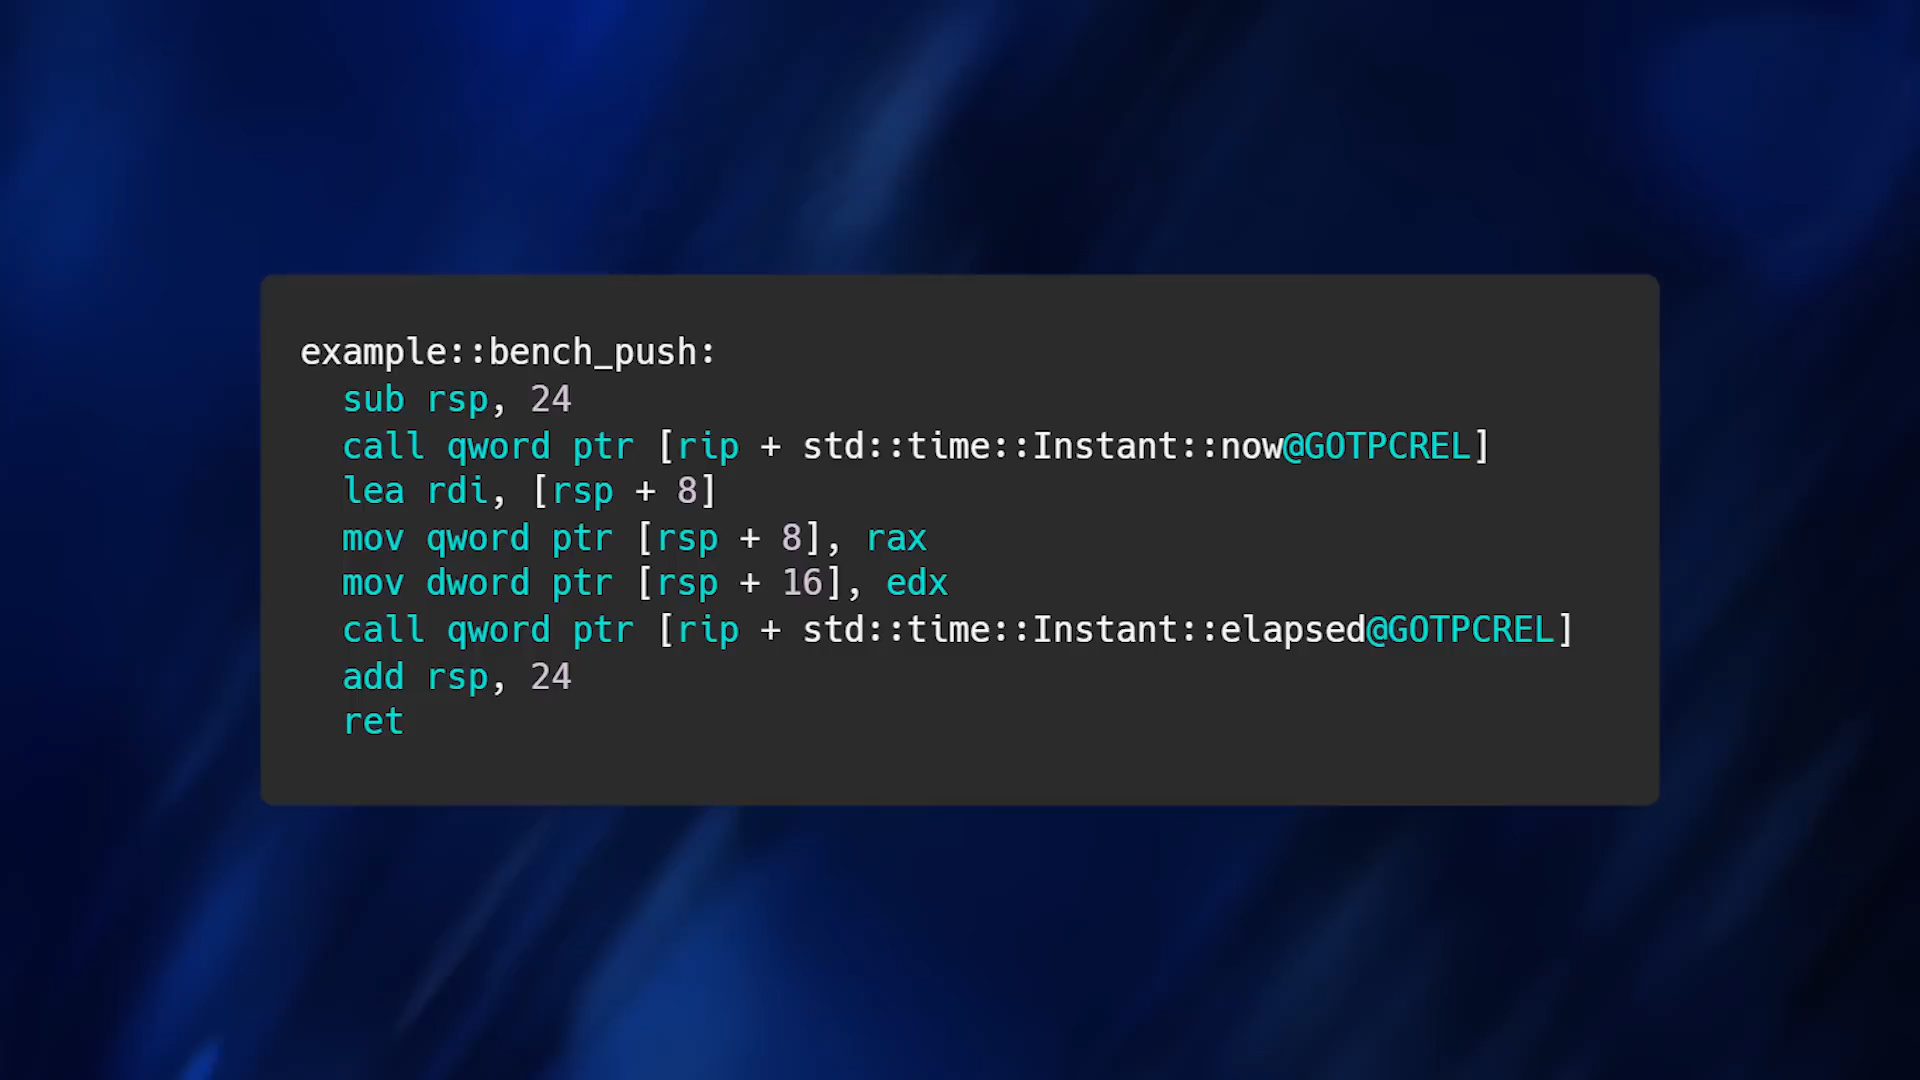 example::bench_push:
sub rsp, 24
call qword ptr [rip + std::time::Instant::now@GOTPCREL]
lea rdi, [rsp + 8]
mov qword ptr [rsp + 8], rax
mov dword ptr [rsp + 16], edx
call qword ptr [rip + std::time::Instant::elapsed@GOTPCREL]
add rsp, 24
ret